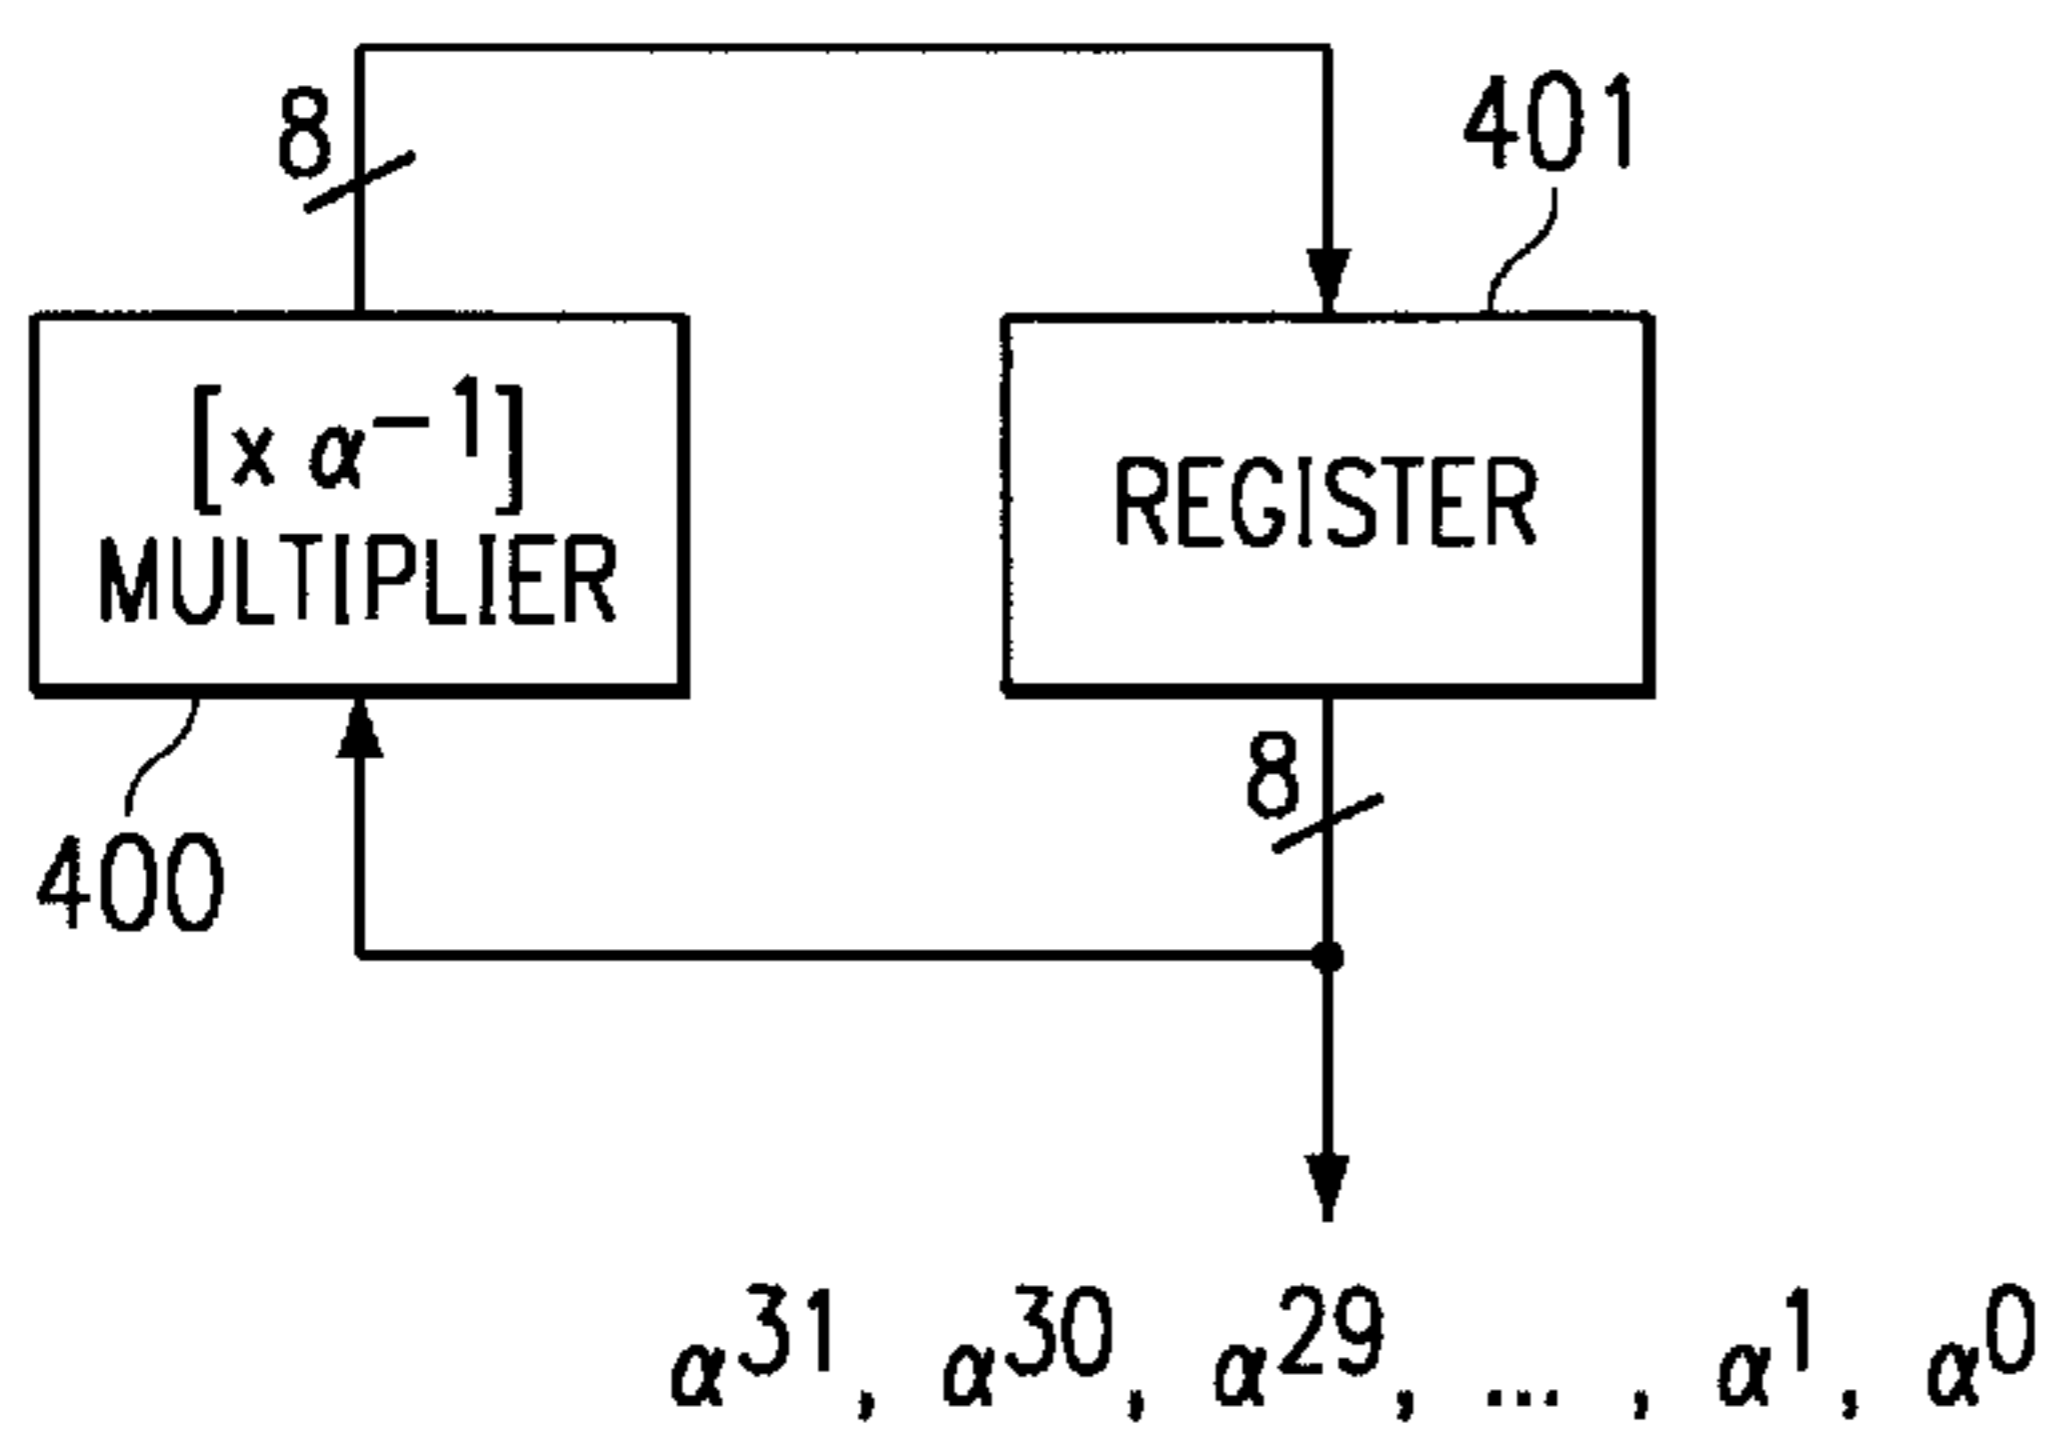 8
401
[x α⁻¹]
MULTIPLIER
REGISTER
8
400
α³¹, α³⁰, α²⁹, ... , α¹, α⁰